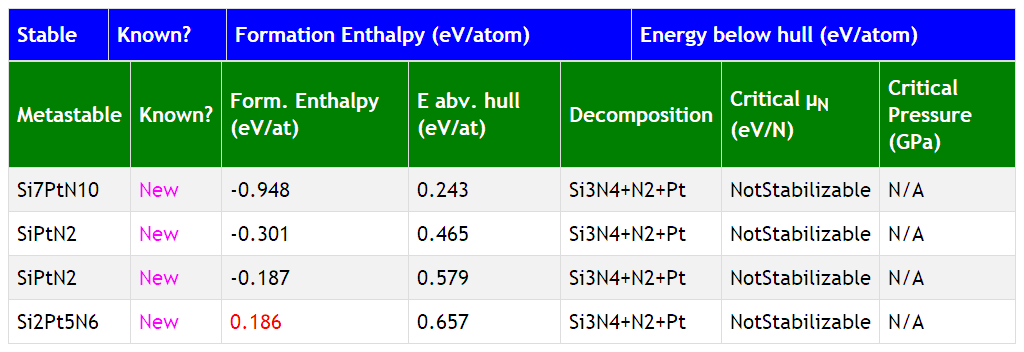 Stable Known? Formation Enthalpy (eV/atom) Energy below hull (eV/atom)
Metastable Known? Form. Enthalpy (eV/at) E abv. hull (eV/at) Decomposition Critical μN (eV/N) Critical Pressure (GPa)
Si7PtN10 New -0.948 0.243 Si3N4+N2+Pt NotStabilizable N/A
SiPtN2 New -0.301 0.465 Si3N4+N2+Pt NotStabilizable N/A
SiPtN2 New -0.187 0.579 Si3N4+N2+Pt NotStabilizable N/A
Si2Pt5N6 New 0.186 0.657 Si3N4+N2+Pt NotStabilizable N/A